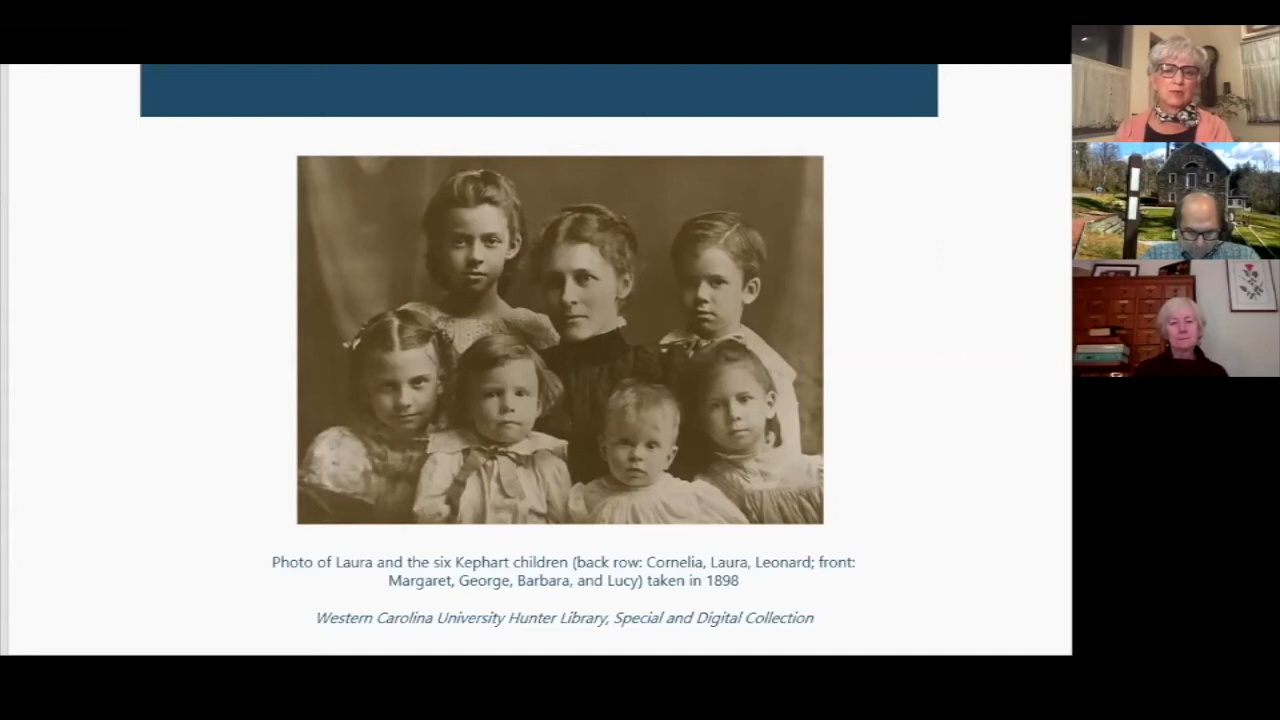 Photo of Laura and the six Kephart children (back row: Cornelia, Laura, Leonard; front:
Margaret, George, Barbara, and Lucy) taken in 1898
Western Carolina University Hunter Library, Special and Digital Collection